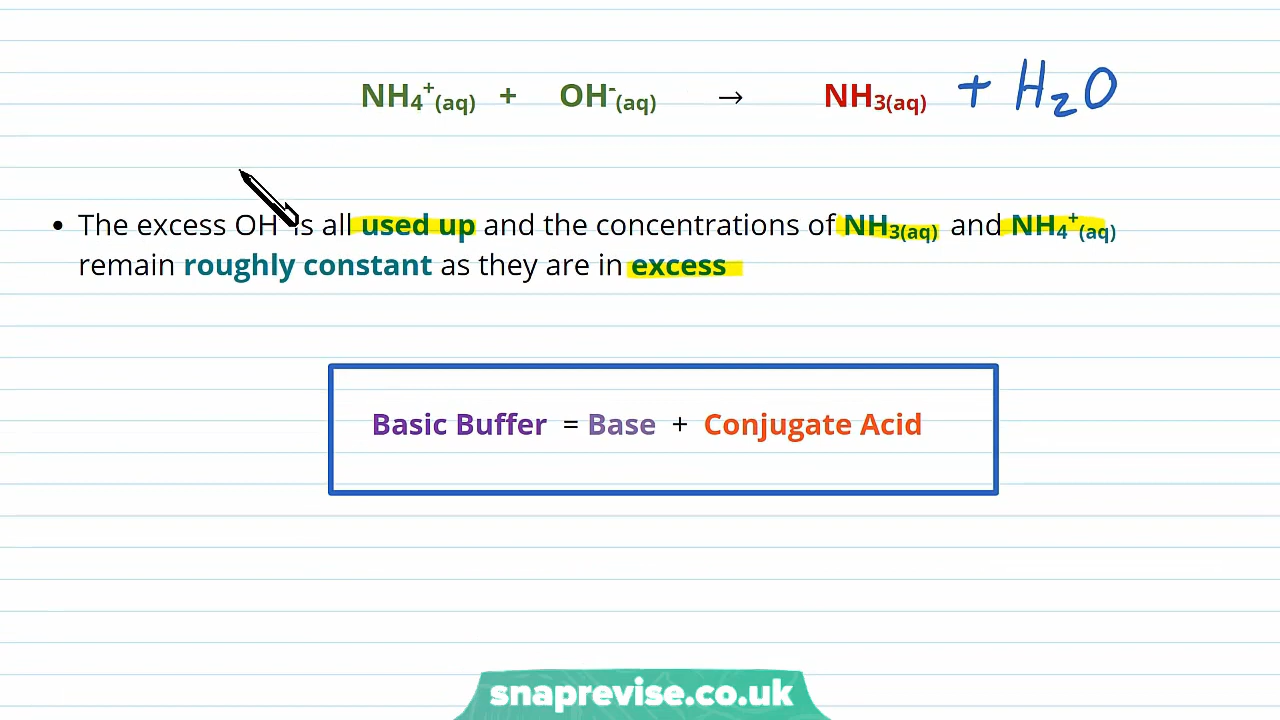 NH₄⁺(aq) + OH⁻(aq) → NH₃(aq) + H₂O
• The excess OH⁻ is all used up and the concentrations of NH₃(aq) and NH₄⁺(aq)
remain roughly constant as they are in excess
Basic Buffer = Base + Conjugate Acid
snaprevise.co.uk